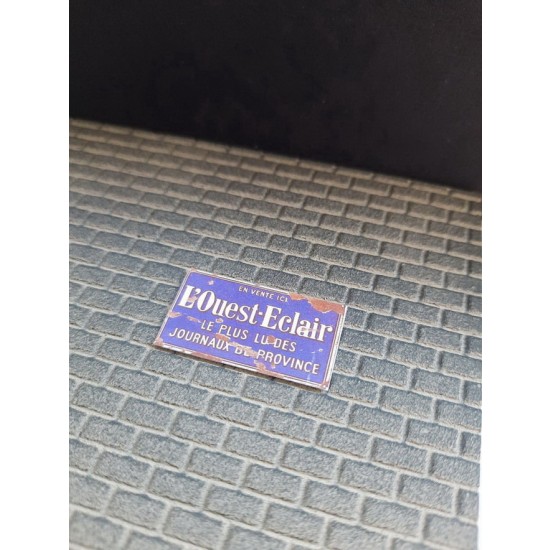 EN VENTE ICI
L'Ouest-Eclair
LE PLUS LU DES
JOURNAUX DE PROVINCE